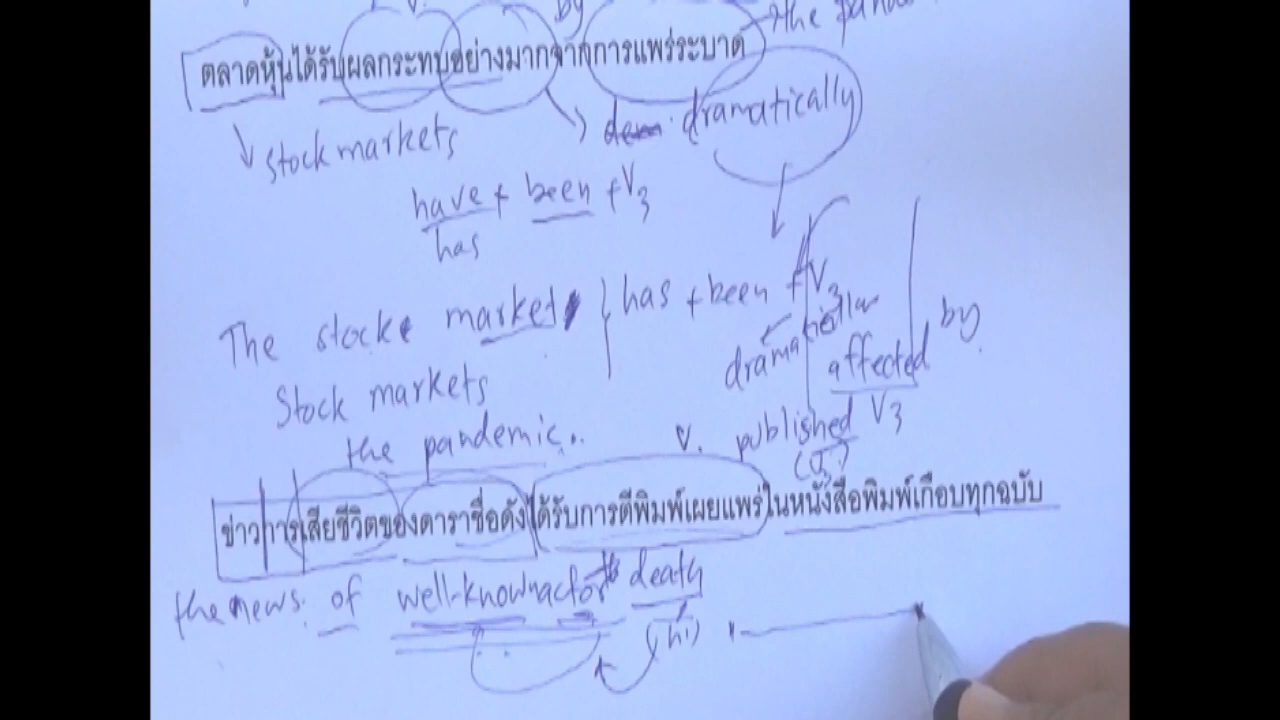 by
the
ตลาดหุ้นได้รับผลกระทบอย่างมากจากการแพร่ระบาด
dramatically
stock markets
have + been + V3
has
The stock market has + been + V3
dramatically affected by
Stock markets
the pandemic..
v. published V3
ข่าวการเสียชีวิตของดาราชื่อดังได้รับการตีพิมพ์เผยแพร่ในหนังสือพิมพ์เกือบทุกฉบับ
the news of well-known actor death